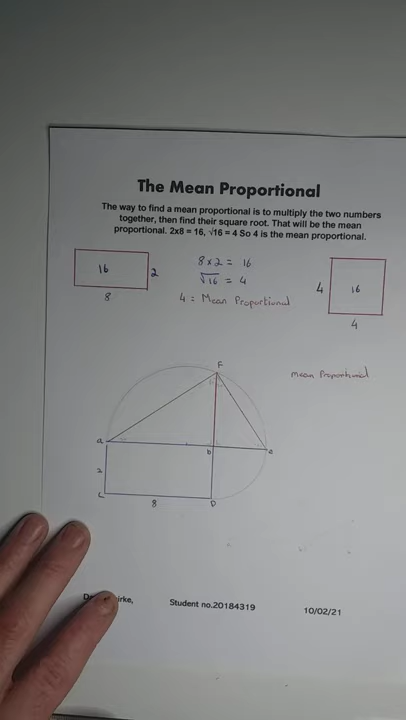 The Mean Proportional
The way to find a mean proportional is to multiply the two numbers
together, then find their square root. That will be the mean
proportional. 2x8 = 16, √16 = 4 So 4 is the mean proportional.
16
2
8
8 x 2 = 16
√16 = 4
4 = Mean Proportional
4
16
4
F
mean Proportional
a
b
e
2
C
8
D
Student no.20184319
10/02/21